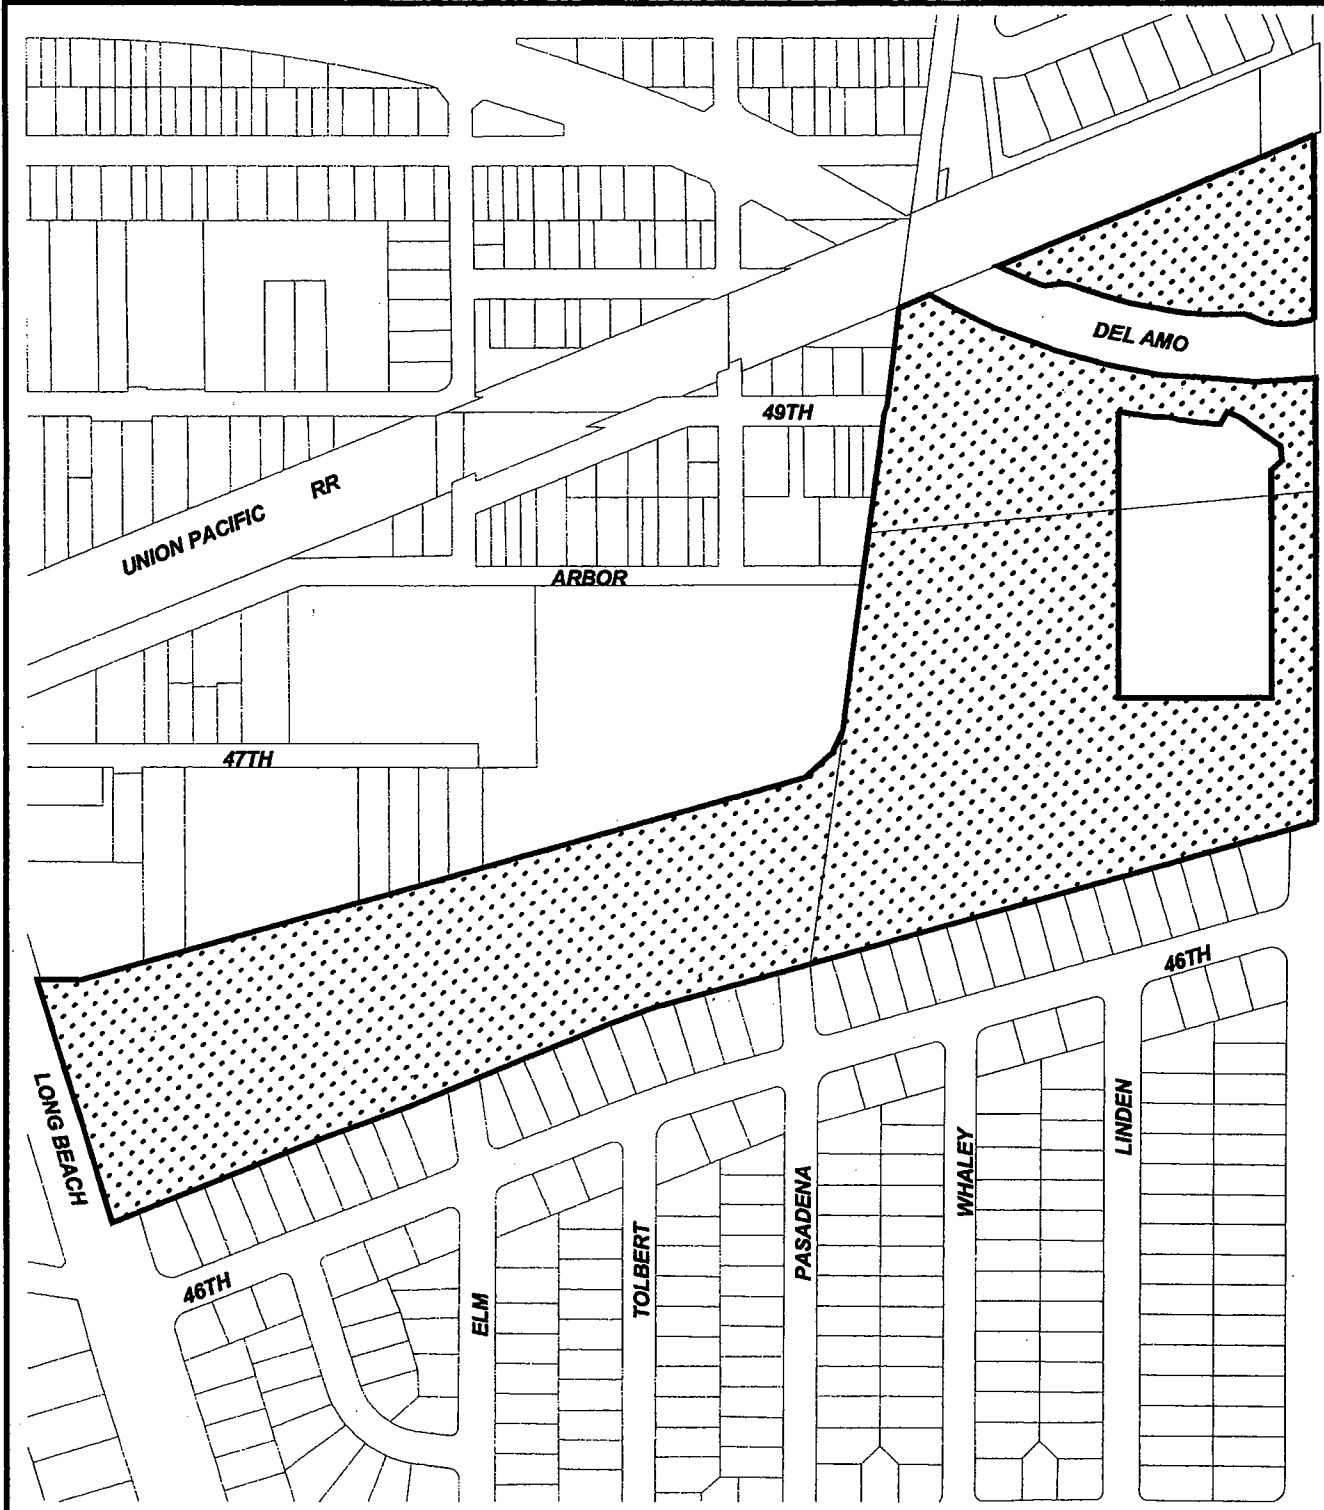 DEL AMO
49TH
RR
UNION PACIFIC
ARBOR
47TH
46TH
LONG BEACH
LINDEN
WHALEY
PASADENA
TOLBERT
46TH
ELM